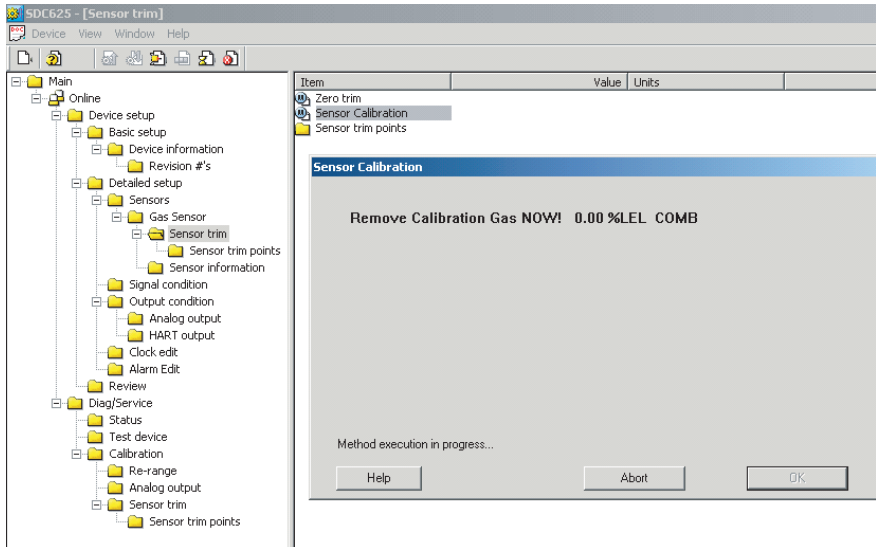 SDC625 - [Sensor trim]
Device View Window Help
Main
Online
Device setup
Basic setup
Device information
Revision #'s
Detailed setup
Sensors
Gas Sensor
Sensor trim
Sensor trim points
Sensor information
Signal condition
Output condition
Analog output
HART output
Clock edit
Alarm Edit
Review
Diag/Service
Status
Test device
Calibration
Re-range
Analog output
Sensor trim
Sensor trim points
Item Value Units
Zero trim
Sensor Calibration
Sensor trim points
Sensor Calibration
Remove Calibration Gas NOW! 0.00 %LEL COMB
Method execution in progress...
Help Abort OK